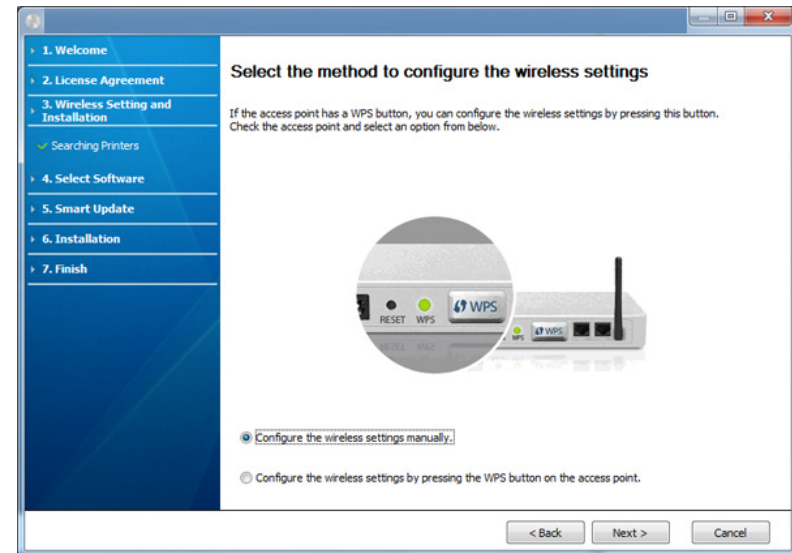 1. Welcome
2. License Agreement
3. Wireless Setting and
Installation
Searching Printers
4. Select Software
5. Smart Update
6. Installation
7. Finish
Select the method to configure the wireless settings
If the access point has a WPS button, you can configure the wireless settings by pressing this button.
Check the access point and select an option from below.
RESET WPS WPS
WPS WPS
Configure the wireless settings manually.
Configure the wireless settings by pressing the WPS button on the access point.
< Back Next > Cancel